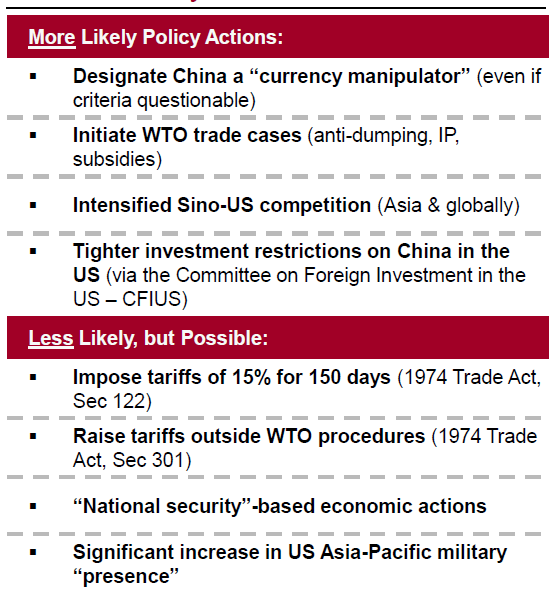 More Likely Policy Actions:
▪ Designate China a “currency manipulator” (even if
criteria questionable)
▪ Initiate WTO trade cases (anti-dumping, IP,
subsidies)
▪ Intensified Sino-US competition (Asia & globally)
▪ Tighter investment restrictions on China in the
US (via the Committee on Foreign Investment in the
US – CFIUS)
Less Likely, but Possible:
▪ Impose tariffs of 15% for 150 days (1974 Trade Act,
Sec 122)
▪ Raise tariffs outside WTO procedures (1974 Trade
Act, Sec 301)
▪ “National security”-based economic actions
▪ Significant increase in US Asia-Pacific military
“presence”